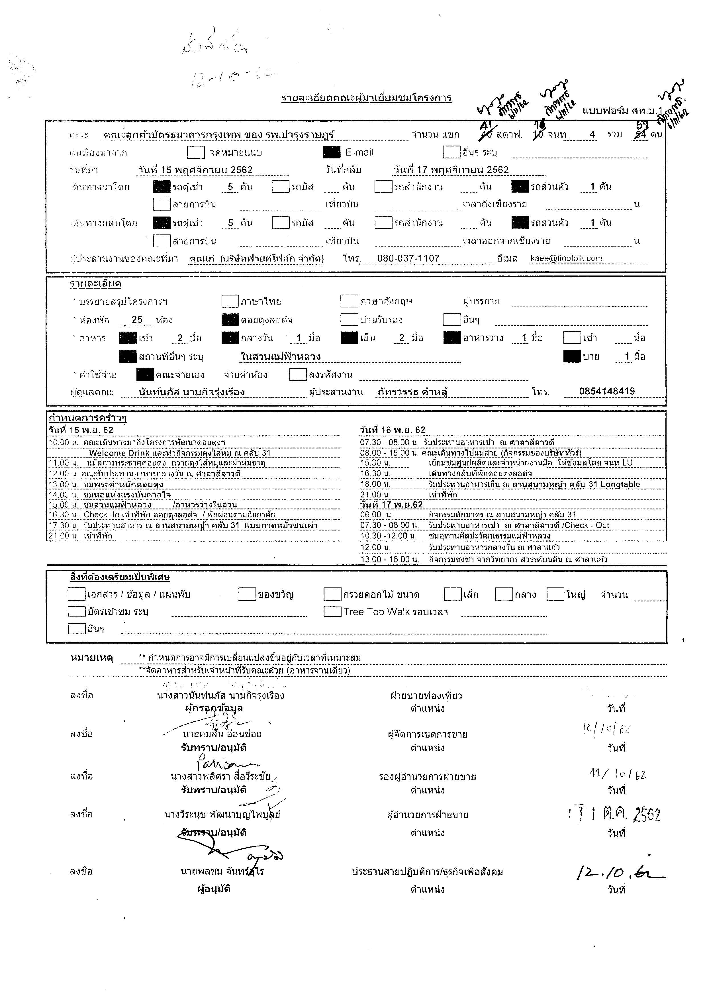 12-10-62
รายละเอียดคณะผู้มาเยี่ยมชมโครงการ
แบบฟอร์ม ศท.บ.1
6/11/62 6/11/62 6/11/62
41 59
คณะ คณะลูกค้าบัตรธนาคารกรุงเทพ ของ รพ.บำรุงราษฎร์ จำนวน แขก 40 สตาฟ. 10 จนท. 4 รวม 54 คน
ต้นเรื่องมาจาก จดหมายแนบ E-mail อื่นๆ ระบุ
วันที่มา วันที่ 15 พฤศจิกายน 2562 วันที่กลับ วันที่ 17 พฤศจิกายน 2562
เดินทางมาโดย รถตู้เช่า 5 คัน รถบัส คัน รถสำนักงาน คัน รถส่วนตัว 1 คัน
สายการบิน เที่ยวบิน เวลาถึงเชียงราย น.
เดินทางกลับโดย รถตู้เช่า 5 คัน รถบัส คัน รถสำนักงาน คัน รถส่วนตัว 1 คัน
สายการบิน เที่ยวบิน เวลาออกจากเชียงราย น.
ผู้ประสานงานของคณะที่มา คุณเก๋ (บริษัทฟายด์โฟล์ก จำกัด) โทร. 080-037-1107 อีเมล kaee@findfolk.com
รายละเอียด
* บรรยายสรุปโครงการฯ ภาษาไทย ภาษาอังกฤษ ผู้บรรยาย
* ห้องพัก 25 ห้อง ดอยตุงลอดจ์ บ้านรับรอง อื่นๆ
* อาหาร เช้า 2 มื้อ กลางวัน 1 มื้อ เย็น 2 มื้อ อาหารว่าง 1 มื้อ เช้า มื้อ
สถานที่อื่นๆ ระบุ ในสวนแม่ฟ้าหลวง บ่าย 1 มื้อ
* ค่าใช้จ่าย คณะจ่ายเอง จ่ายค่าห้อง ลงรหัสงาน
ผู้ดูแลคณะ นันท์นภัส นามกิจรุ่งเรือง ผู้ประสานงาน ภัทรวรรธ คำหลู้ โทร. 0854148419
กำหนดการคร่าวๆ
วันที่ 15 พ.ย. 62
10.00 น. คณะเดินทางมาถึงโครงการพัฒนาดอยตุงฯ
Welcome Drink และทำกิจกรรมตุงไส้หมู ณ คลับ 31
11.00 น. นมัสการพระธาตุดอยตุง ถวายตุงไส้หมูและผ้าห่มธาตุ
12.00 น. คณะรับประทานอาหารกลางวัน ณ ศาลาลีลาวดี
13.00 น. ชมพระตำหนักดอยตุง
14.00 น. ชมหอแห่งแรงบันดาลใจ
15.00 น. ชมสวนแม่ฟ้าหลวง /อาหารว่างในสวน
16.30 น. Check -In เข้าที่พัก ดอยตุงลอดจ์ / พักผ่อนตามอัธยาศัย
17.30 น. รับประทานอาหาร ณ ลานสนามหญ้า คลับ 31 แบบกาดหมั้วชนเผ่า
21.00 น เข้าที่พัก
วันที่ 16 พ.ย. 62
07.30 - 08.00 น. รับประทานอาหารเช้า ณ ศาลาลีลาวดี
08.00 - 15.00 น. คณะเดินทางไปแม่สาย (กิจกรรมของบริษัททัวร์)
15.30 น. เยี่ยมชมศูนย์ผลิตและจำหน่ายงานมือ ให้ข้อมูลโดย จนท.LU
16.30 น. เดินทางกลับที่พักดอยตุงลอดจ์
18.00 น. รับประทานอาหารเย็น ณ ลานสนามหญ้า คลับ 31 Longtable
21.00 น. เข้าที่พัก
วันที่ 17 พ.ย.62
06.00 น. กิจกรรมตักบาตร ณ ลานสนามหญ้า คลับ 31
07.30 - 08.00 น. รับประทานอาหารเช้า ณ ศาลาลีลาวดี /Check - Out
10.30 -12.00 น. ชมอุทานศิลปะวัฒนธรรมแม่ฟ้าหลวง
12.00 น. รับประทานอาหารกลางวัน ณ ศาลาแก้ว
13.00 - 16.00 น. กิจกรรมชงชา จากวิทยากร สวรรค์บนดิน ณ ศาลาแก้ว
สิ่งที่ต้องเตรียมเป็นพิเศษ
เอกสาร / ข้อมูล / แผ่นพับ ของขวัญ กรวยดอกไม้ ขนาด เล็ก กลาง ใหญ่ จำนวน
บัตรเข้าชม ระบุ Tree Top Walk รอบเวลา
อื่นๆ
หมายเหตุ ** กำหนดการอาจมีการเปลี่ยนแปลงขึ้นอยู่กับเวลาที่เหมาะสม
**จัดอาหารสำหรับเจ้าหน้าที่รับคณะด้วย (อาหารจานเดียว)
ลงชื่อ นางสาวนันท์นภัส นามกิจรุ่งเรือง ฝ่ายขายท่องเที่ยว
ผู้กรอกข้อมูล ตำแหน่ง วันที่
ลงชื่อ นายคมสัน อ่อนช้อย ผู้จัดการเขตการขาย 10/10/62
รับทราบ/อนุมัติ ตำแหน่ง วันที่
ลงชื่อ นางสาวพลิศรา สื่อวีระชัย รองผู้อำนวยการฝ่ายขาย 11/10/62
รับทราบ/อนุมัติ ตำแหน่ง วันที่
ลงชื่อ นางวีระนุช พัฒนาบุญไพบูลย์ ผู้อำนวยการฝ่ายขาย 11 ต.ค. 2562
รับทราบ/อนุมัติ ตำแหน่ง วันที่
อนุมัติ
ลงชื่อ นายพลชม จันทร์อุไร ประธานสายปฏิบัติการ/ธุรกิจเพื่อสังคม 12.10.62
ผู้อนุมัติ ตำแหน่ง วันที่